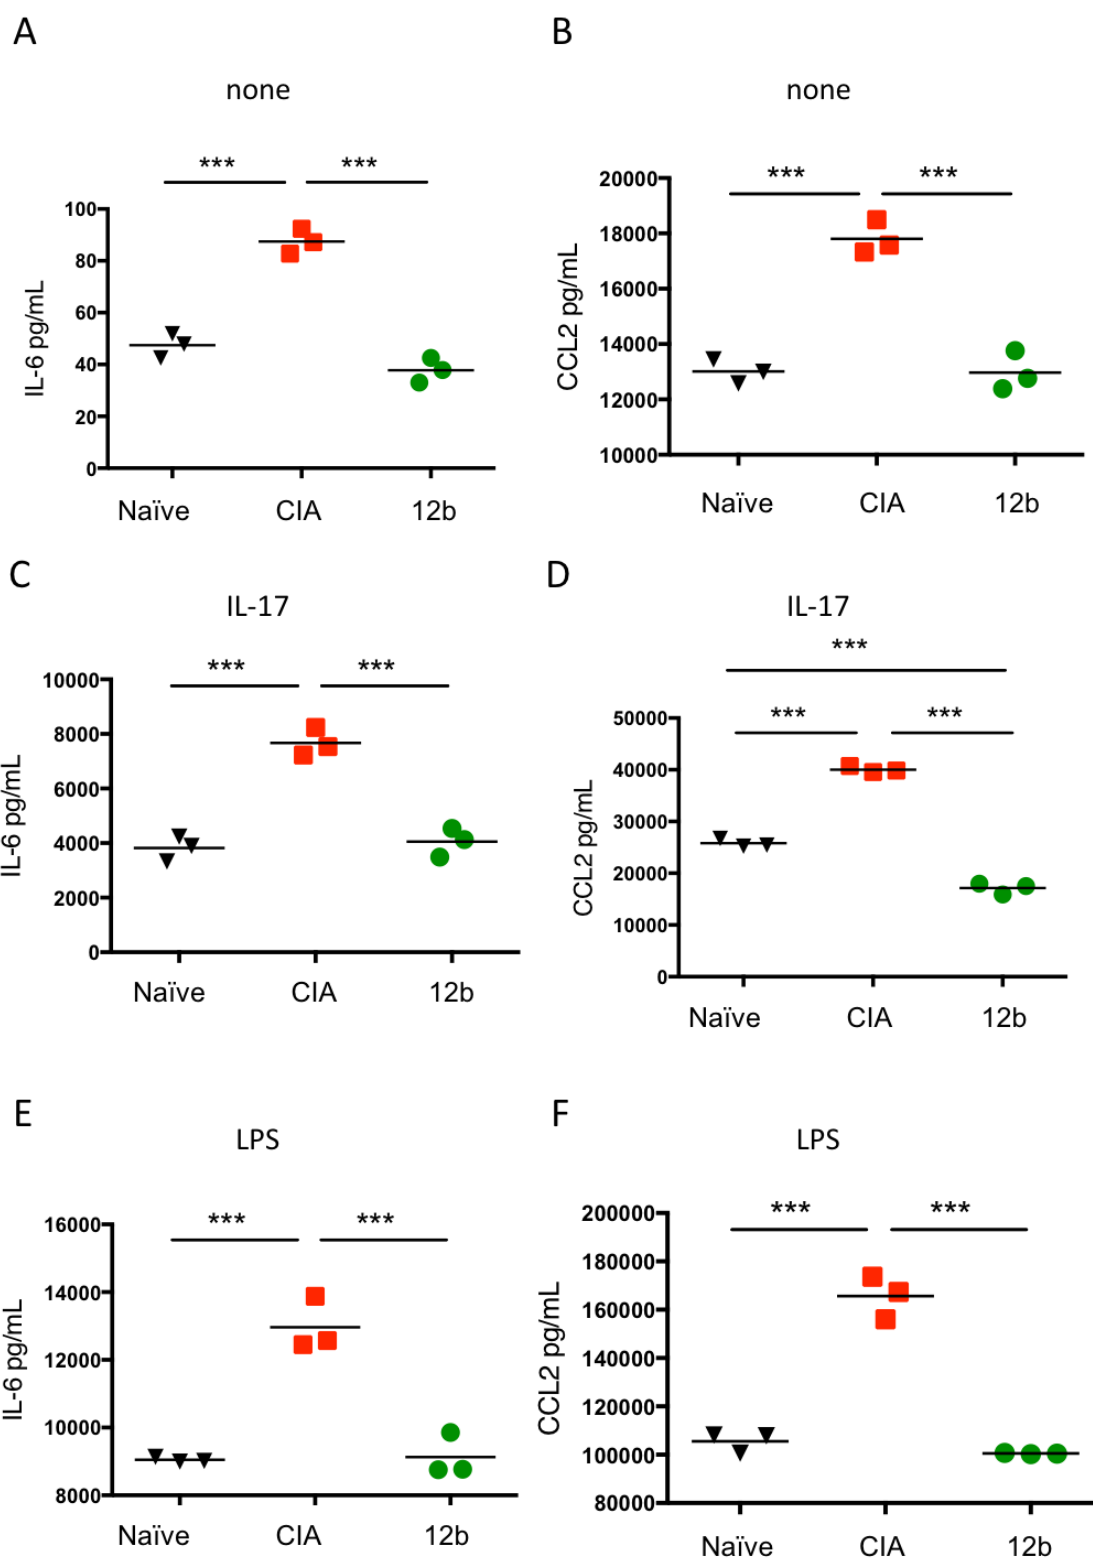 A
none
*** ***
100
80
60
40
20
0
IL-6 pg/mL
Naïve CIA 12b
B
none
*** ***
20000
18000
16000
14000
12000
10000
CCL2 pg/mL
Naïve CIA 12b
C
IL-17
*** ***
10000
8000
6000
4000
2000
0
IL-6 pg/mL
Naïve CIA 12b
D
IL-17
***
*** ***
50000
40000
30000
20000
10000
0
CCL2 pg/mL
Naïve CIA 12b
E
LPS
*** ***
16000
14000
12000
10000
8000
IL-6 pg/mL
Naïve CIA 12b
F
LPS
*** ***
200000
180000
160000
140000
120000
100000
80000
CCL2 pg/mL
Naïve CIA 12b